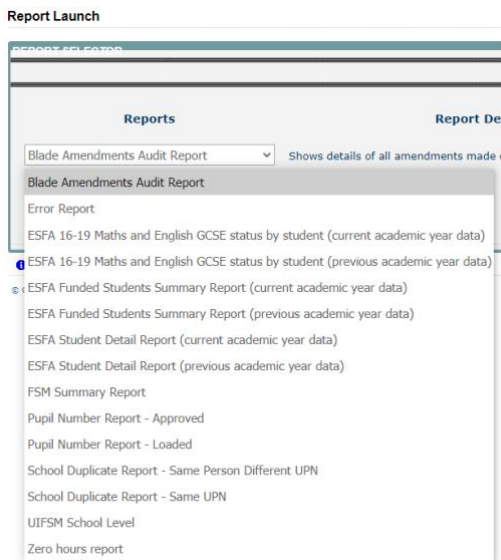 Report Launch
REPORT SELECTOR
Reports
Report De
Blade Amendments Audit Report
Shows details of all amendments made
Blade Amendments Audit Report
Error Report
ESFA 16-19 Maths and English GCSE status by student (current academic year data)
ESFA 16-19 Maths and English GCSE status by student (previous academic year data)
ESFA Funded Students Summary Report (current academic year data)
ESFA Funded Students Summary Report (previous academic year data)
ESFA Student Detail Report (current academic year data)
ESFA Student Detail Report (previous academic year data)
FSM Summary Report
Pupil Number Report - Approved
Pupil Number Report - Loaded
School Duplicate Report - Same Person Different UPN
School Duplicate Report - Same UPN
UIFSM School Level
Zero hours report